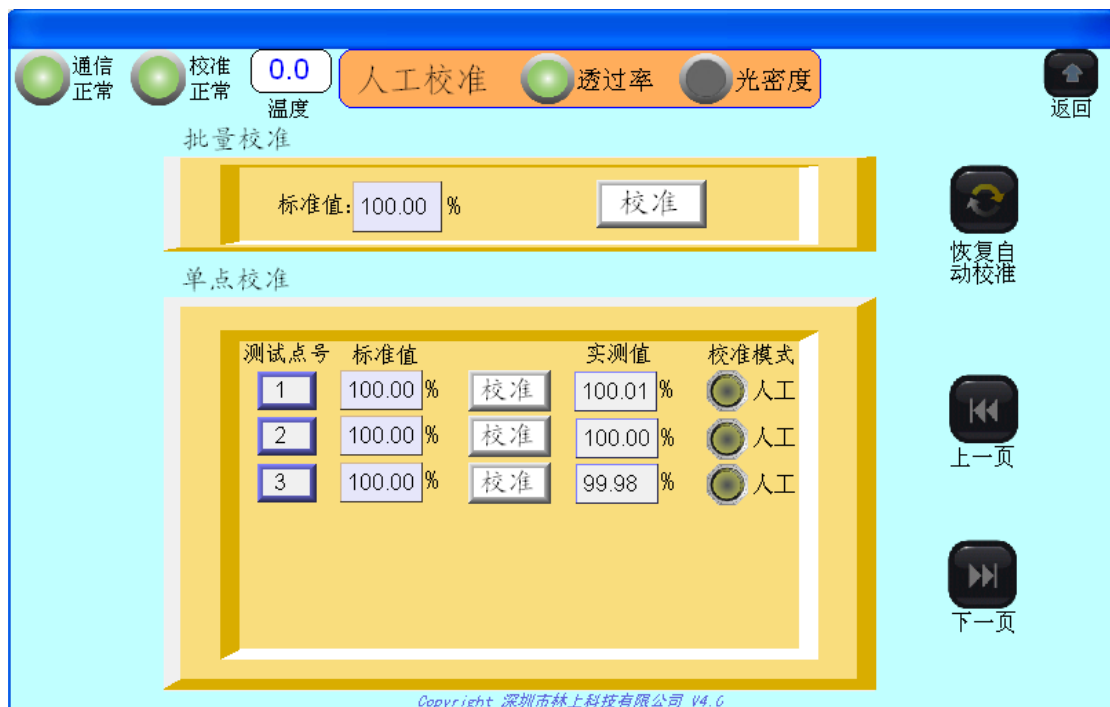 通信正常
校准正常
0.0
温度
人工校准 透过率 光密度
返回
批量校准
标准值: 100.00 % 校准
恢复自动校准
单点校准
测试点号 标准值 实测值 校准模式
1 100.00 % 校准 100.01 % 人工
2 100.00 % 校准 100.00 % 人工
3 100.00 % 校准 99.98 % 人工
上一页
下一页
Copyright 深圳市林上科技有限公司